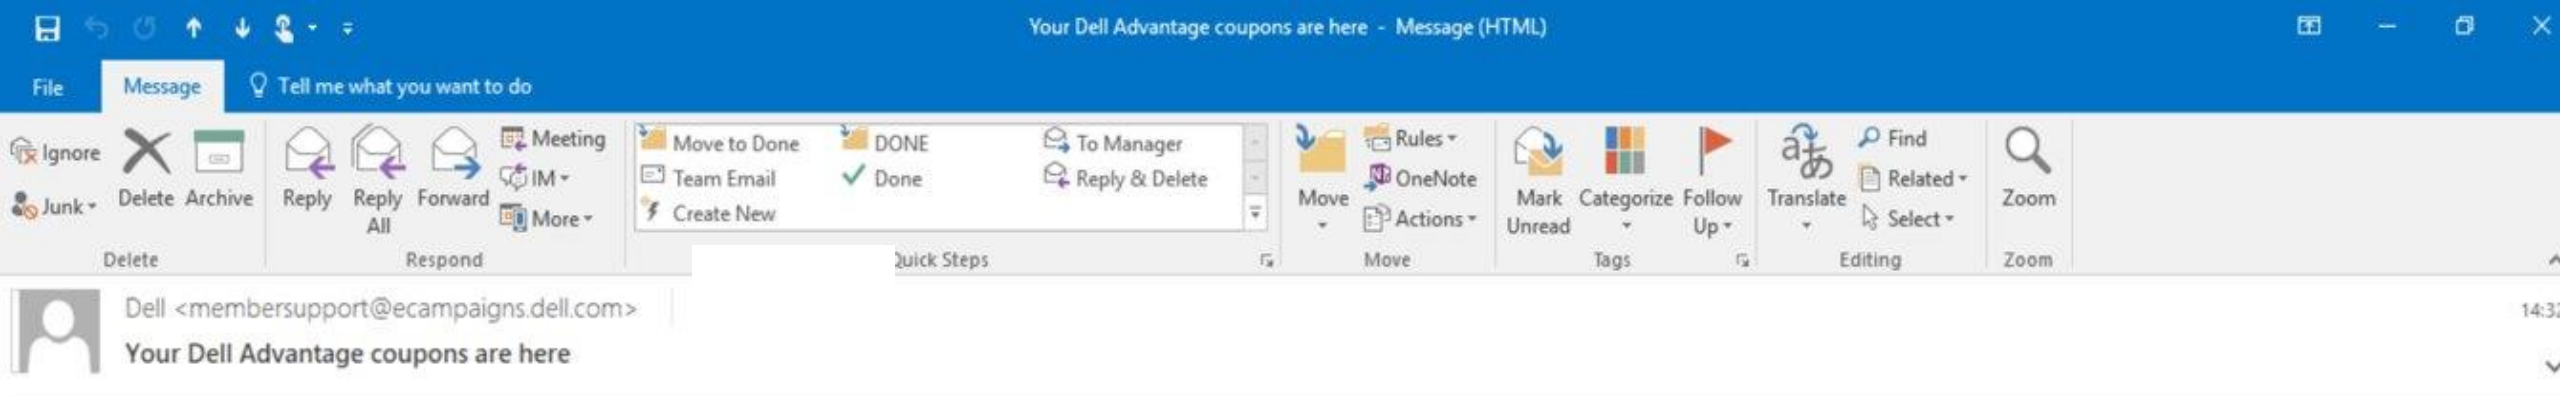 Your Dell Advantage coupons are here - Message (HTML)
File Message Tell me what you want to do
Ignore
Junk
Delete
Archive
Delete
Reply
Reply All
Forward
Meeting
IM
More
Respond
Move to Done
DONE
To Manager
Team Email
Done
Reply & Delete
Create New
Quick Steps
Move
Rules
OneNote
Actions
Move
Mark Unread
Categorize
Follow Up
Tags
Translate
Find
Related
Select
Editing
Zoom
Zoom
Dell <membersupport@ecampaigns.dell.com>
14:32
Your Dell Advantage coupons are here